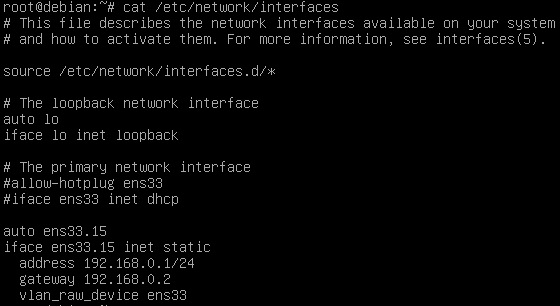 root@debian:~# cat /etc/network/interfaces
# This file describes the network interfaces available on your system
# and how to activate them. For more information, see interfaces(5).
source /etc/network/interfaces.d/*
# The loopback network interface
auto lo
iface lo inet loopback
# The primary network interface
#allow-hotplug ens33
#iface ens33 inet dhcp
auto ens33.15
iface ens33.15 inet static
address 192.168.0.1/24
gateway 192.168.0.2
vlan_raw_device ens33